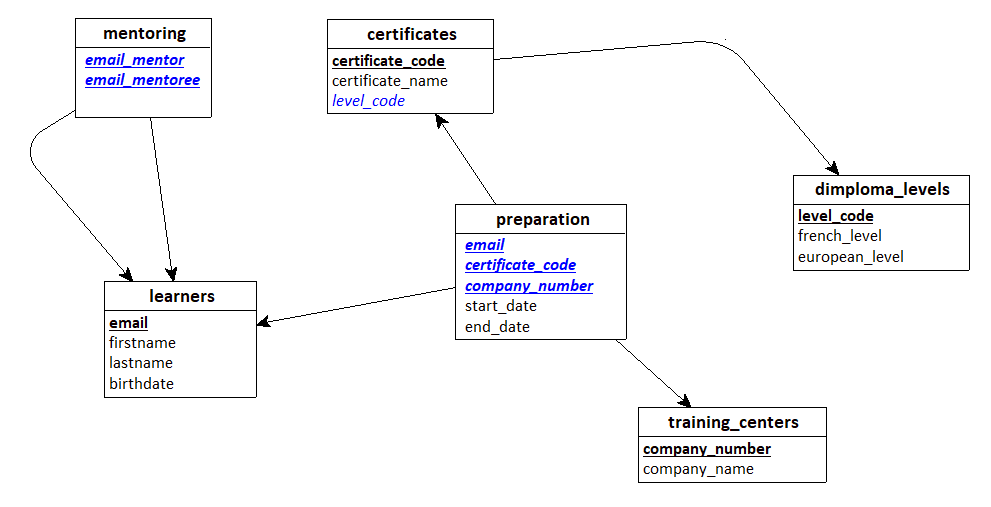 mentoring
email_mentor
email_mentoree
certificates
certificate_code
certificate_name
level_code
dimploma_levels
level_code
french_level
european_level
preparation
email
certificate_code
company_number
start_date
end_date
learners
email
firstname
lastname
birthdate
training_centers
company_number
company_name